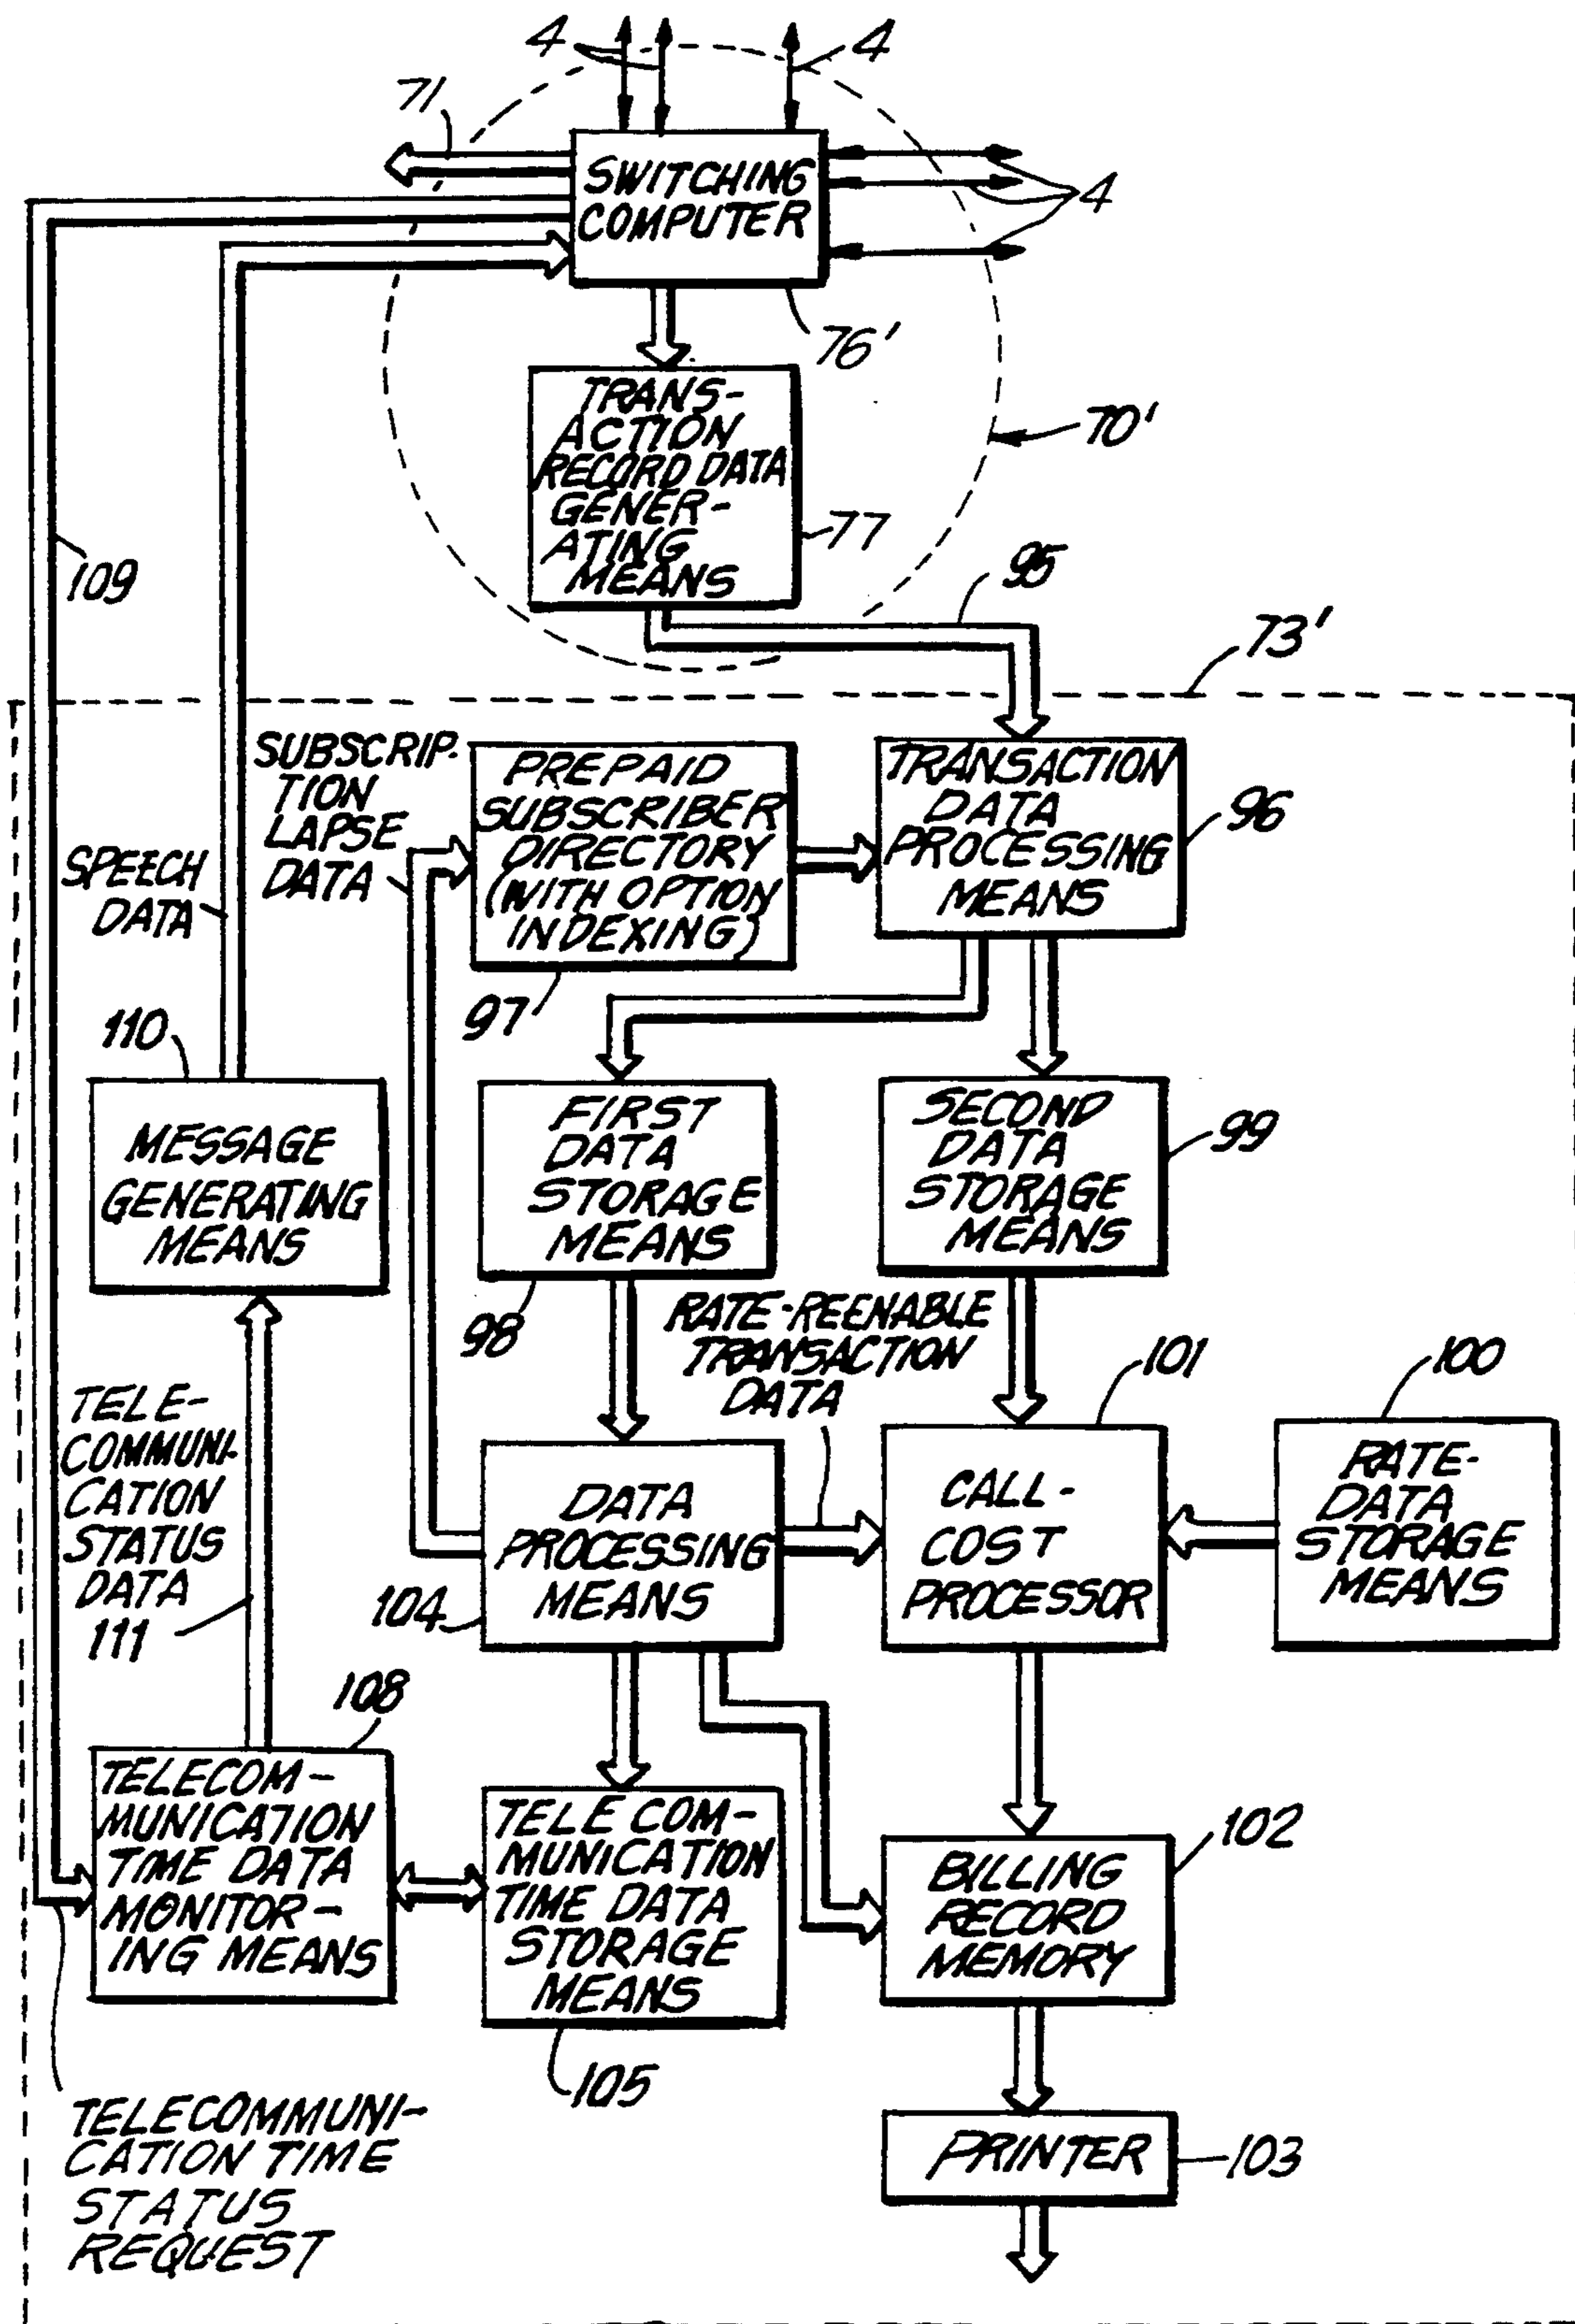 4
4
71
SWITCHING
COMPUTER
4
76'
TRANS-
ACTION
RECORD DATA
GENER-
ATING
MEANS
70'
77
95
109
73'
SUBSCRIP-
TION
LAPSE
DATA
PREPAID
SUBSCRIBER
DIRECTORY
(WITH OPTION
INDEXING)
TRANSACTION
DATA
PROCESSING
MEANS
96
SPEECH
DATA
97
110
MESSAGE
GENERATING
MEANS
FIRST
DATA
STORAGE
MEANS
SECOND
DATA
STORAGE
MEANS
99
98
RATE-REENABLE
TRANSACTION
DATA
101
100
TELE-
COMMUNI-
CATION
STATUS
DATA
111
DATA
PROCESSING
MEANS
104
CALL-
COST
PROCESSOR
RATE-
DATA
STORAGE
MEANS
108
TELECOM-
MUNICATION
TIME DATA
MONITOR-
ING MEANS
TELE COM-
MUNICATION
TIME DATA
STORAGE
MEANS
102
BILLING
RECORD
MEMORY
105
TELECOMMUNI-
CATION TIME
STATUS
REQUEST
PRINTER
103